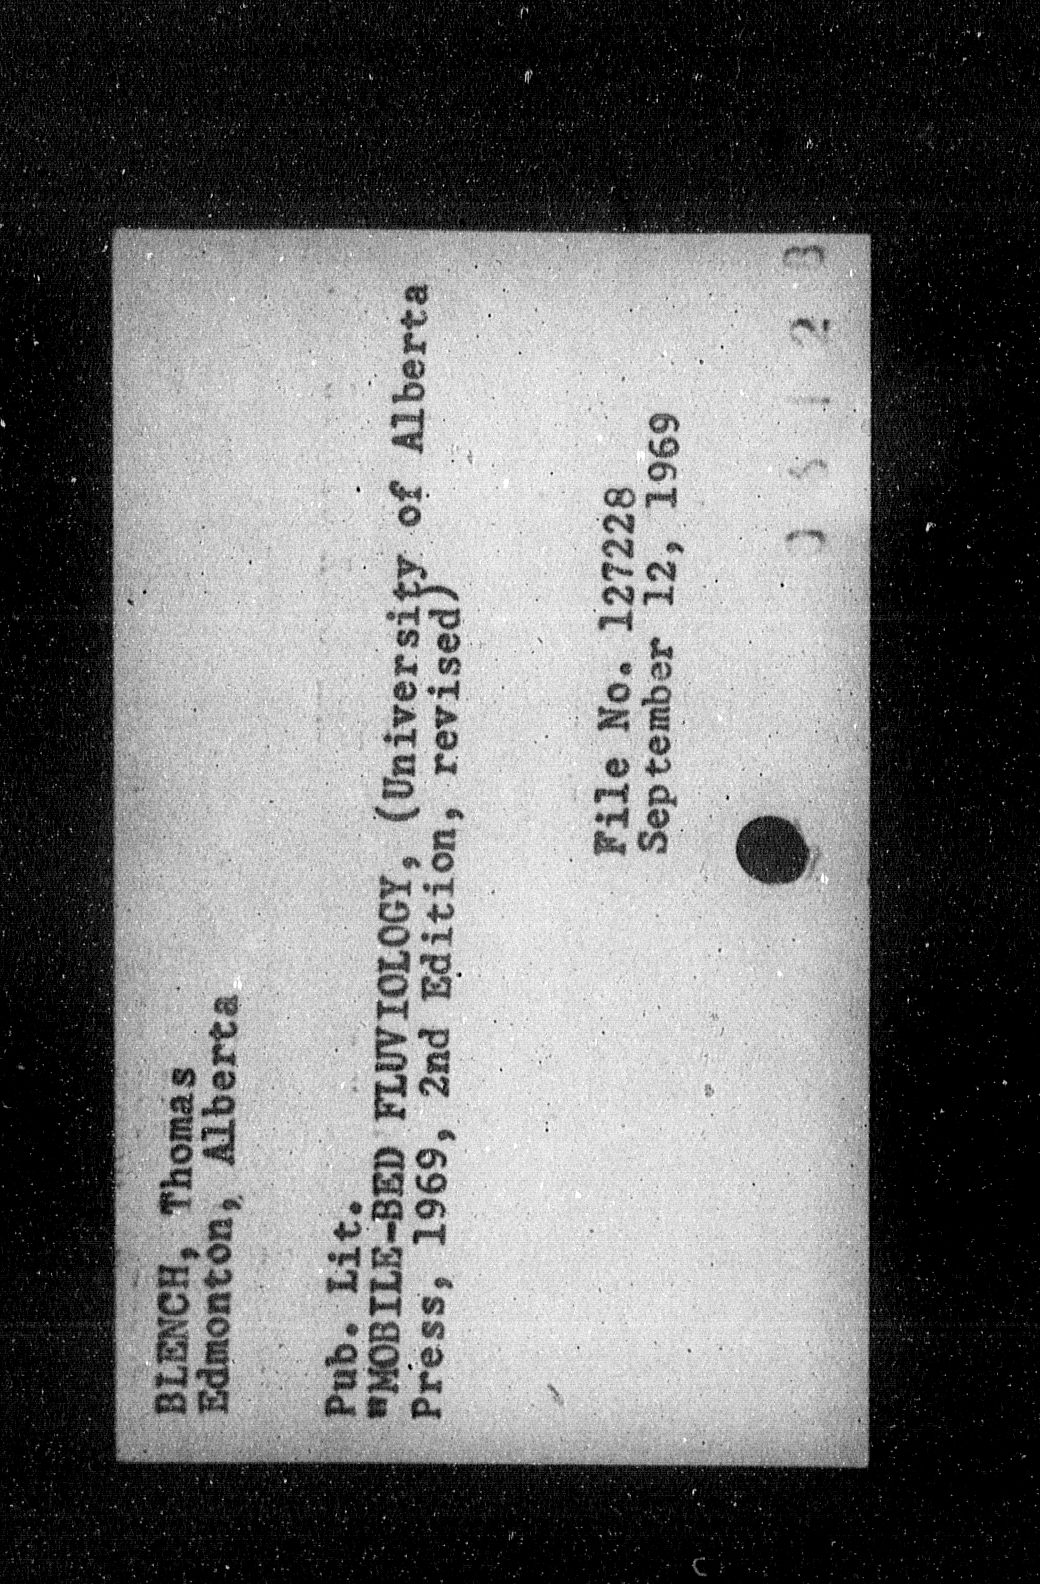 BLENCH, Thomas
Edmonton, Alberta
Pub. Lit.
"MOBILE-BED FLUVIOLOGY, (University of Alberta
Press, 1969, 2nd Edition, revised)
File No. 127228
September 12, 1969